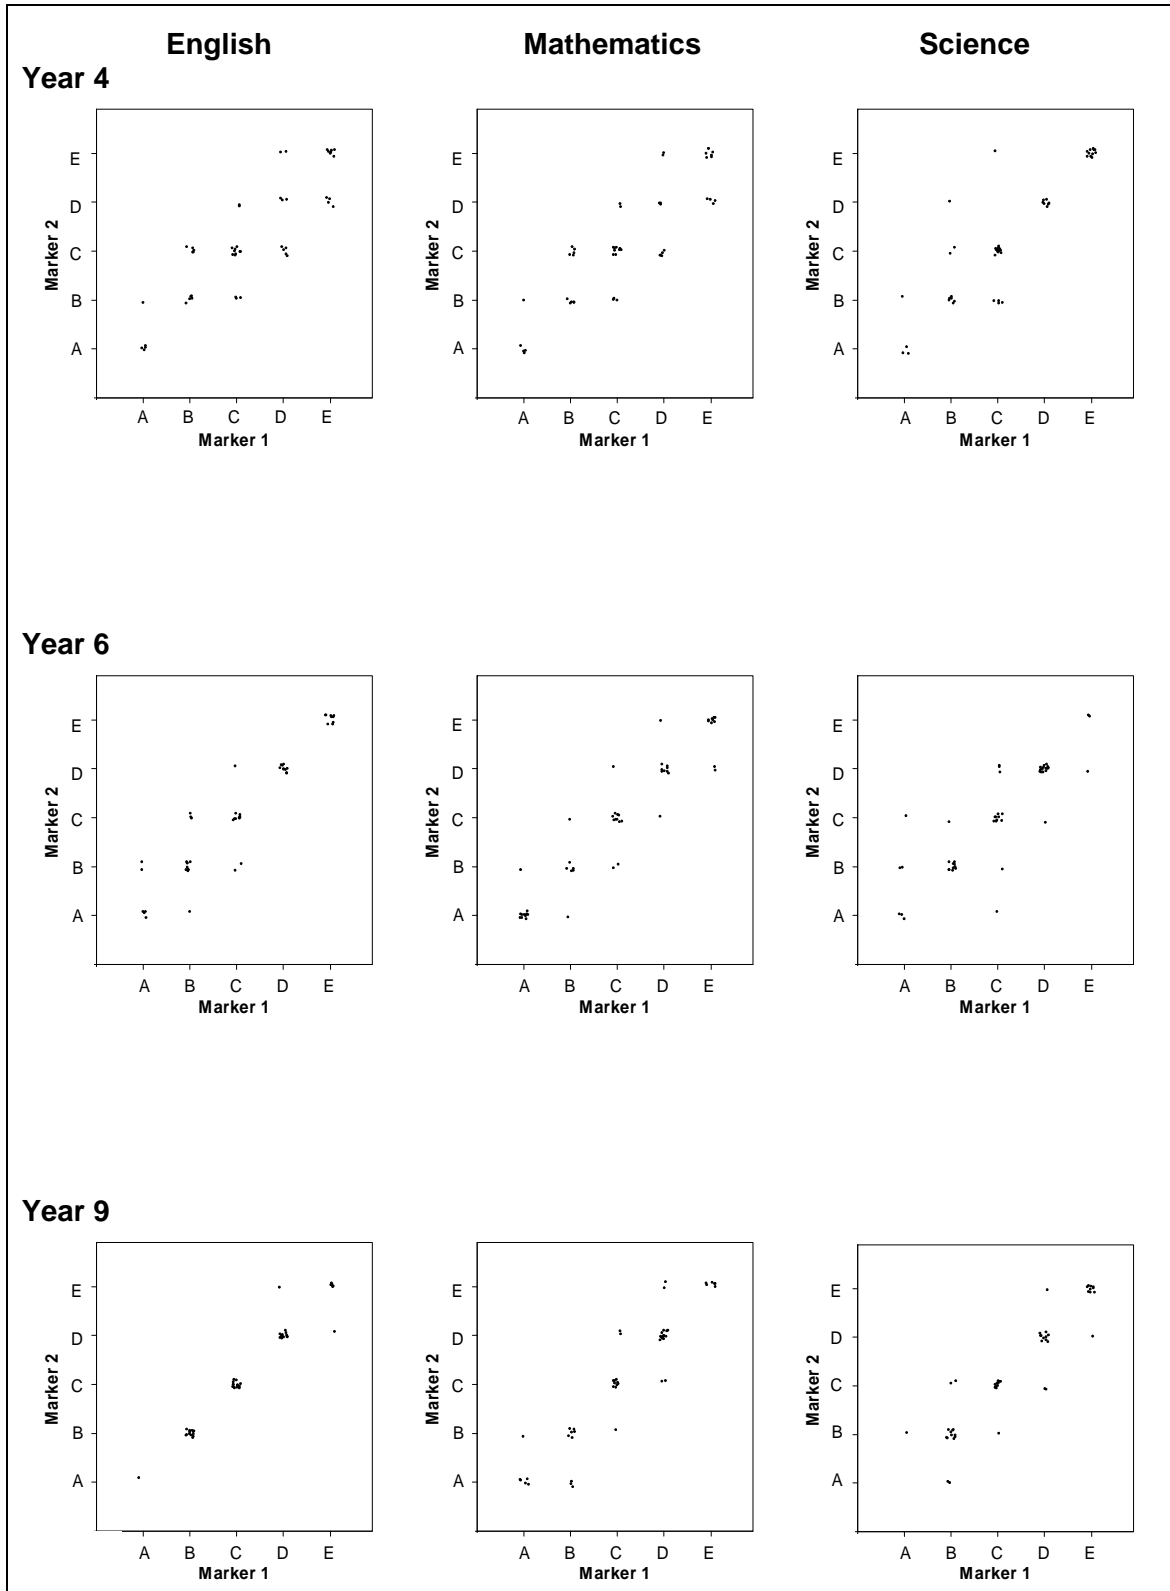 English Mathematics Science
Year 4
E E E
D D D
C C C
B B B
A A A
Marker 2 Marker 2 Marker 2
A B C D E A B C D E A B C D E
Marker 1 Marker 1 Marker 1
Year 6
E E E
D D D
C C C
B B B
A A A
Marker 2 Marker 2 Marker 2
A B C D E A B C D E A B C D E
Marker 1 Marker 1 Marker 1
Year 9
E E E
D D D
C C C
B B B
A A A
Marker 2 Marker 2 Marker 2
A B C D E A B C D E A B C D E
Marker 1 Marker 1 Marker 1